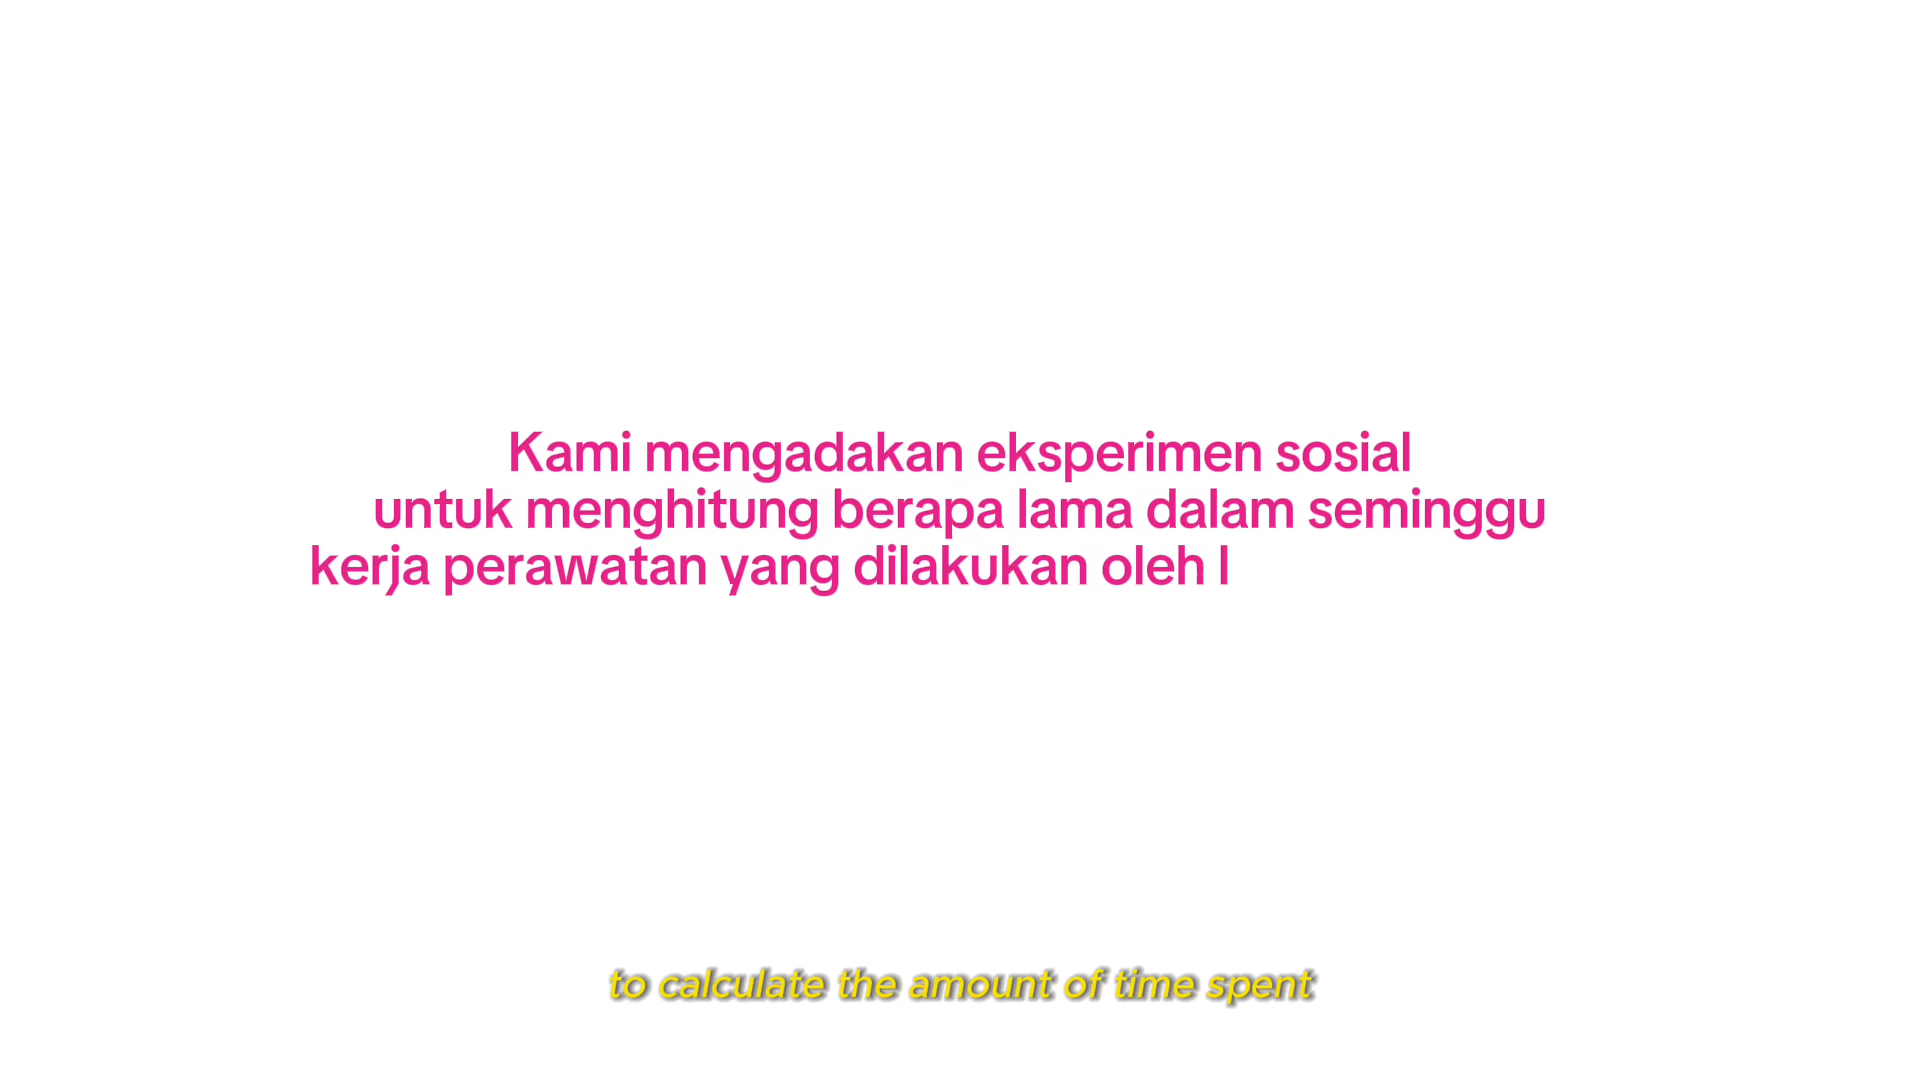 Kami mengadakan eksperimen sosial
untuk menghitung berapa lama dalam seminggu
kerja perawatan yang dilakukan oleh l
to calculate the amount of time spent